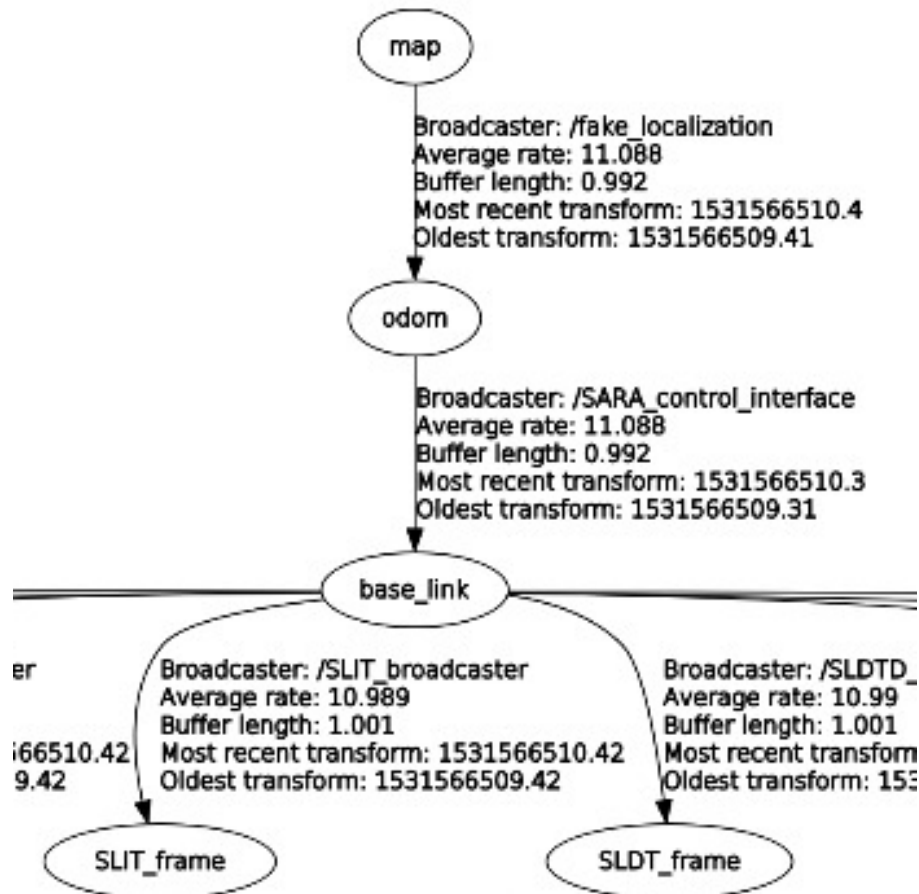 map
Broadcaster: /fake_localization
Average rate: 11.088
Buffer length: 0.992
Most recent transform: 1531566510.4
Oldest transform: 1531566509.41
odom
Broadcaster: /SARA_control_interface
Average rate: 11.088
Buffer length: 0.992
Most recent transform: 1531566510.3
Oldest transform: 1531566509.31
base_link
er
566510.42
9.42
Broadcaster: /SLIT_broadcaster
Average rate: 10.989
Buffer length: 1.001
Most recent transform: 1531566510.42
Oldest transform: 1531566509.42
Broadcaster: /SLDTD_
Average rate: 10.99
Buffer length: 1.001
Most recent transform
Oldest transform: 153
SLIT_frame
SLDT_frame